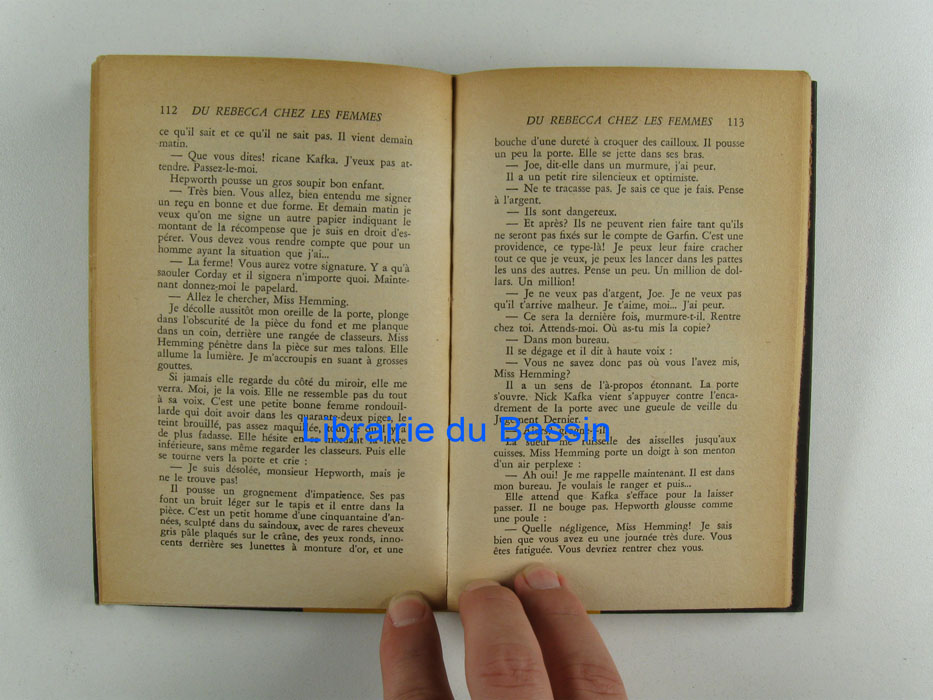 112 DU REBECCA CHEZ LES FEMMES
ce qu'il sait et ce qu'il ne sait pas. Il vient demain
matin.
— Que vous dites! ricane Kafka. J'veux pas at-
tendre. Passez-le-moi.
Hepworth pousse un gros soupir bon enfant.
— Très bien. Vous allez, bien entendu me signer
un reçu en bonne et due forme. Et demain matin je
veux qu'on me signe un autre papier indiquant le
montant de la récompense que je suis en droit d'es-
pérer. Vous devez vous rendre compte que pour un
homme ayant la situation que j'ai...
— La ferme! Vous aurez votre signature. Y a qu'à
saouler Corday et il signera n'importe quoi. Mainte-
nant donnez-moi le papelard.
— Allez le chercher, Miss Hemming.
Je décolle aussitôt mon oreille de la porte, plonge
dans l'obscurité de la pièce du fond et me planque
dans un coin, derrière une rangée de classeurs. Miss
Hemming pénètre dans la pièce sur mes talons. Elle
allume la lumière. Je m'accroupis en suant à grosses
gouttes.
Si jamais elle regarde du côté du miroir, elle me
verra. Moi, je la vois. Elle ne ressemble pas du tout
à sa voix. C'est une petite bonne femme rondouil-
larde qui doit avoir dans les quarante-deux piges, le
teint brouillé, pas assez maquillée,
de plus fadasse. Elle hésite en lèvre
inférieure, sans même regarder les classeurs. Puis elle
se tourne vers la porte et crie :
— Je suis désolée, monsieur Hepworth, mais je
ne le trouve pas!
Il pousse un grognement d'impatience. Ses pas
font un bruit léger sur le tapis et il entre dans la
pièce. C'est un petit homme d'une cinquantaine d'an-
nées, sculpté dans du saindoux, avec de rares cheveux
gris pâle plaqués sur le crâne, des yeux ronds, inno-
cents derrière ses lunettes à monture d'or, et une
DU REBECCA CHEZ LES FEMMES 113
bouche d'une dureté à croquer des cailloux. Il pousse
un peu la porte. Elle se jette dans ses bras.
— Joe, dit-elle dans un murmure, j'ai peur.
Il a un petit rire silencieux et optimiste.
— Ne te tracasse pas. Je sais ce que je fais. Pense
à l'argent.
— Ils sont dangereux.
— Et après? Ils ne peuvent rien faire tant qu'ils
ne seront pas fixés sur le compte de Garfin. C'est une
providence, ce type-là! Je peux leur faire cracher
tout ce que je veux, je peux les lancer dans les pattes
les uns des autres. Pense un peu. Un million de dol-
lars. Un million!
— Je ne veux pas d'argent, Joe. Je ne veux pas
qu'il t'arrive malheur. Je t'aime, moi... J'ai peur.
— Ce sera la dernière fois, murmure-t-il. Rentre
chez toi. Attends-moi. Où as-tu mis la copie?
— Dans mon bureau.
Il se dégage et il dit à haute voix :
— Vous ne savez donc pas où vous l'avez mis,
Miss Hemming?
Il a un sens de l'à-propos étonnant. La porte
s'ouvre. Nick Kafka vient s'appuyer contre l'enca-
drement de la porte avec une gueule de veille du
Jugement Dernier.
La sueur me ruisselle des aisselles jusqu'aux
cuisses. Miss Hemming porte un doigt à son menton
d'un air perplexe :
— Ah oui! Je me rappelle maintenant. Il est dans
mon bureau. Je voulais le ranger et puis...
Elle attend que Kafka s'efface pour la laisser
passer. Il ne bouge pas. Hepworth glousse comme
une poule :
— Quelle négligence, Miss Hemming! Je sais
bien que vous avez eu une journée très dure. Vous
êtes fatiguée. Vous devriez rentrer chez vous.
Librairie du Bassin